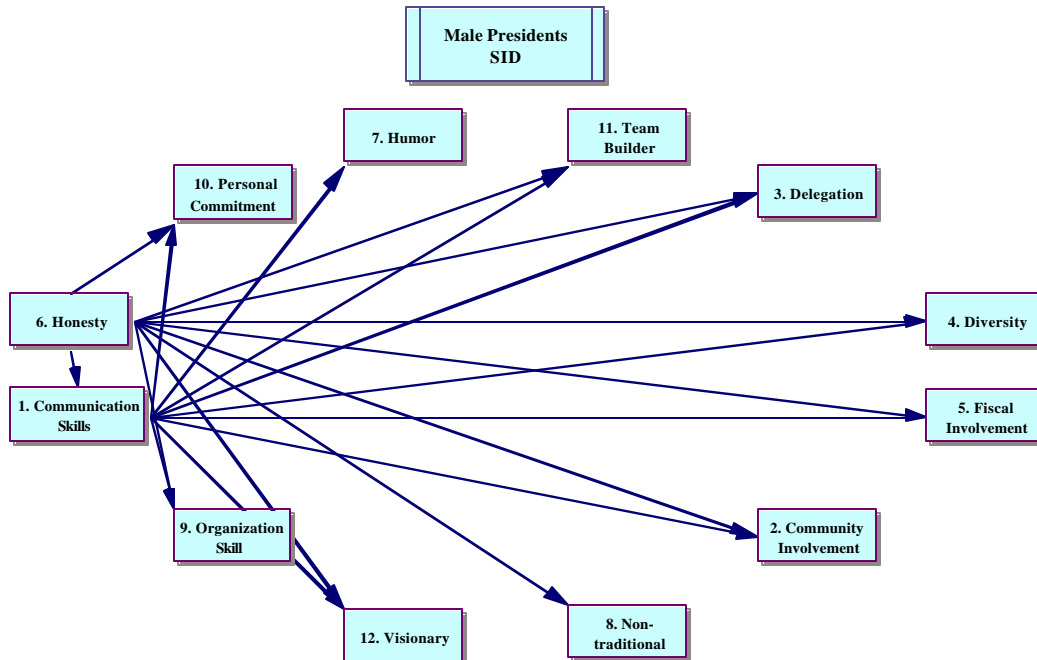 Male Presidents
SID
7. Humor
11. Team
Builder
10. Personal
Commitment
3. Delegation
6. Honesty
4. Diversity
1. Communication
Skills
5. Fiscal
Involvement
9. Organization
Skill
2. Community
Involvement
12. Visionary
8. Non-
traditional